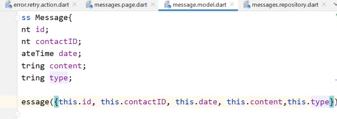 error.retry.action.dart messages.page.dart message.model.dart messages.repository.dart
ss Message{
nt id;
nt contactID;
ateTime date;
tring content;
tring type;
essage({this.id, this.contactID, this.date, this.content,this.type})